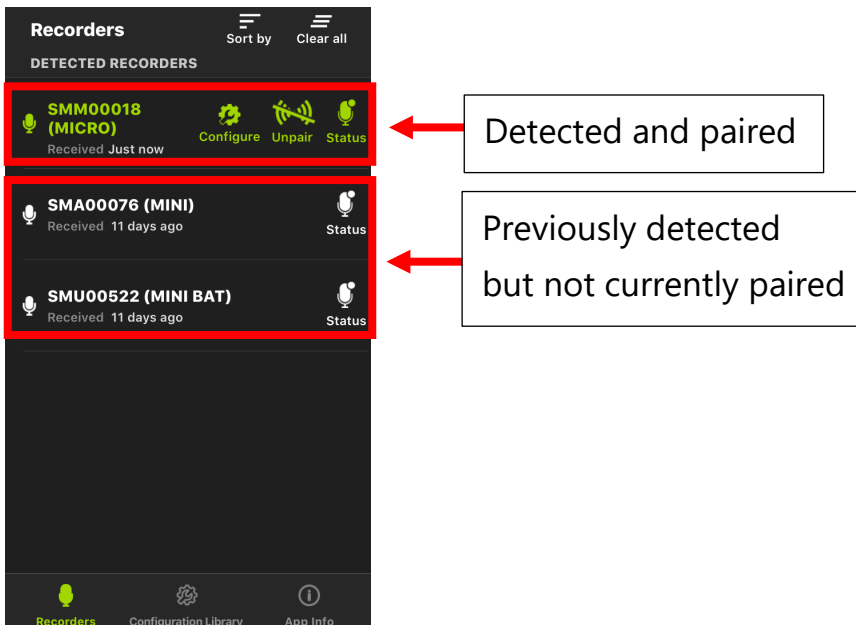 Recorders
Sort by
Clear all
DETECTED RECORDERS
SMM00018
(MICRO)
Received Just now
Configure
Unpair
Status
Detected and paired
SMA00076 (MINI)
Received 11 days ago
Status
Previously detected
but not currently paired
SMU00522 (MINI BAT)
Received 11 days ago
Status
Recorders
Configuration Library
App Info